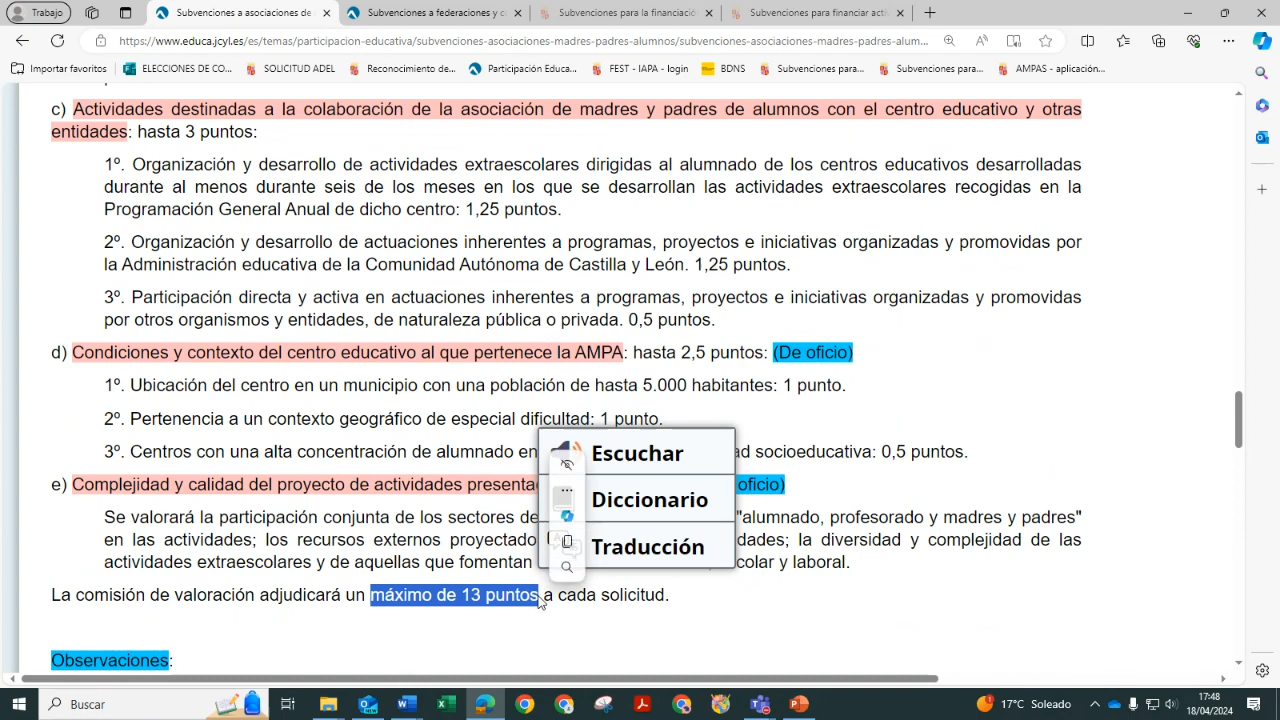 Trabajo
Subvenciones a asociaciones de
Subvenciones a federaciones y c
Subvenciones para la financiació
Subvenciones para financiar activ
https://www.educa.jcyl.es/es/temas/participacion-educativa/subvenciones-asociaciones-madres-padres-alumnos/subvenciones-asociaciones-madres-padres-alum...
Importar favoritos
ELECCIONES DE CO...
SOLICITUD ADEL
Reconocimiento de...
Participación Educa...
FEST - IAPA - login
BDNS
Subvenciones para...
Subvenciones para...
AMPAS - aplicación...
c) Actividades destinadas a la colaboración de la asociación de madres y padres de alumnos con el centro educativo y otras
entidades: hasta 3 puntos:
1º. Organización y desarrollo de actividades extraescolares dirigidas al alumnado de los centros educativos desarrolladas
durante al menos durante seis de los meses en los que se desarrollan las actividades extraescolares recogidas en la
Programación General Anual de dicho centro: 1,25 puntos.
2º. Organización y desarrollo de actuaciones inherentes a programas, proyectos e iniciativas organizadas y promovidas por
la Administración educativa de la Comunidad Autónoma de Castilla y León. 1,25 puntos.
3º. Participación directa y activa en actuaciones inherentes a programas, proyectos e iniciativas organizadas y promovidas
por otros organismos y entidades, de naturaleza pública o privada. 0,5 puntos.
d) Condiciones y contexto del centro educativo al que pertenece la AMPA: hasta 2,5 puntos: (De oficio)
1º. Ubicación del centro en un municipio con una población de hasta 5.000 habitantes: 1 punto.
2º. Pertenencia a un contexto geográfico de especial dificultad: 1 punto.
3º. Centros con una alta concentración de alumnado en ad socioeducativa: 0,5 puntos.
e) Complejidad y calidad del proyecto de actividades presenta oficio)
Se valorará la participación conjunta de los sectores de "alumnado, profesorado y madres y padres"
en las actividades; los recursos externos proyectado dades; la diversidad y complejidad de las
actividades extraescolares y de aquellas que fomentan colar y laboral.
Escuchar
Diccionario
Traducción
La comisión de valoración adjudicará un máximo de 13 puntos a cada solicitud.
Observaciones:
Buscar
17°C Soleado
17:48
18/04/2024